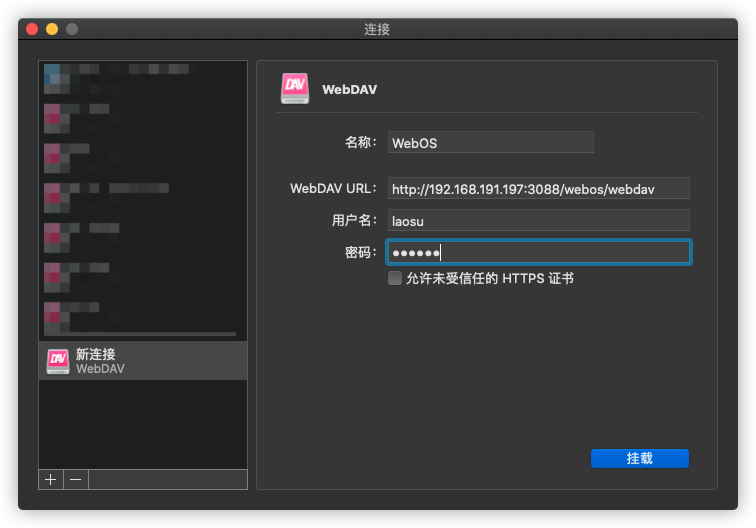 连接
DAV WebDAV
名称: WebOS
WebDAV URL: http://192.168.191.197:3088/webos/webdav
用户名: laosu
密码: ●●●●●●
允许未受信任的 HTTPS 证书
DAV 新连接
WebDAV
挂载